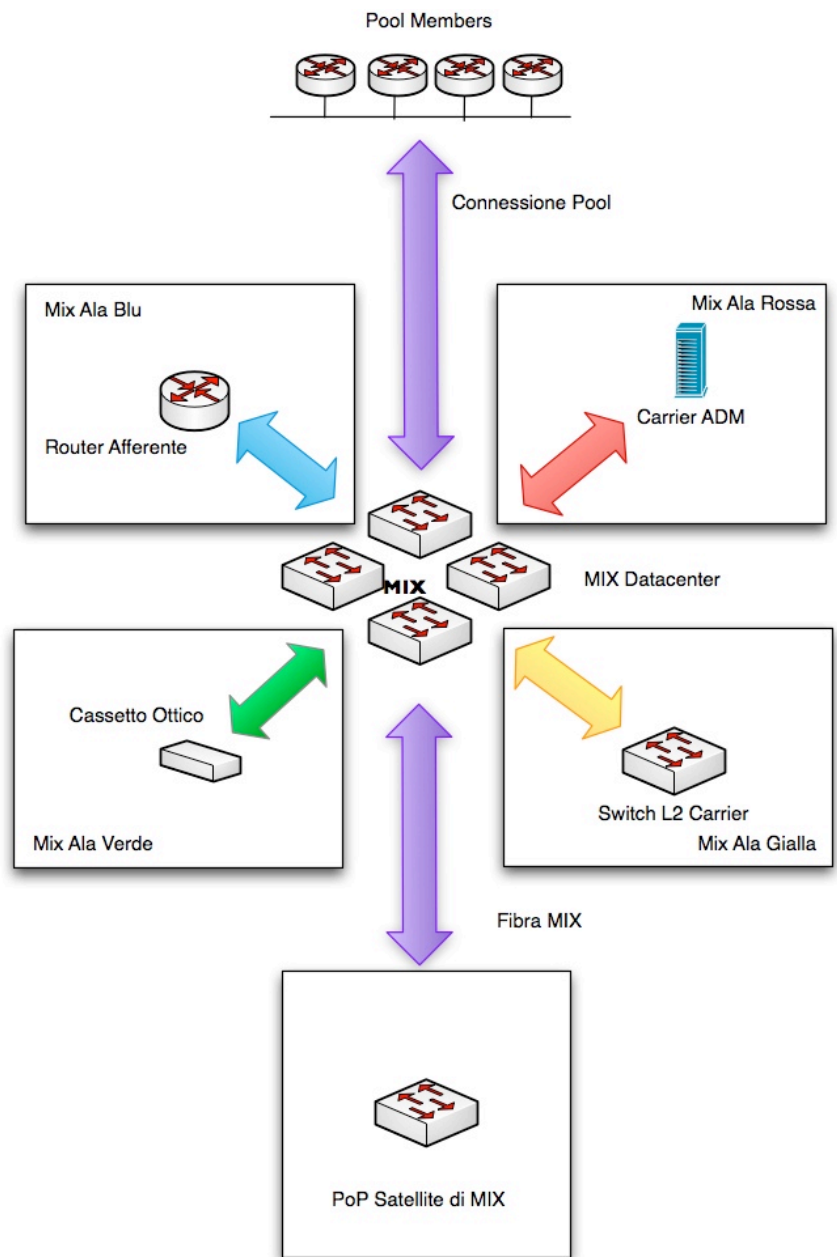 Pool Members
Connessione Pool
Mix Ala Blu
Router Afferente
Mix Ala Rossa
Carrier ADM
MIX
MIX Datacenter
Cassetto Ottico
Mix Ala Verde
Switch L2 Carrier
Mix Ala Gialla
Fibra MIX
PoP Satellite di MIX